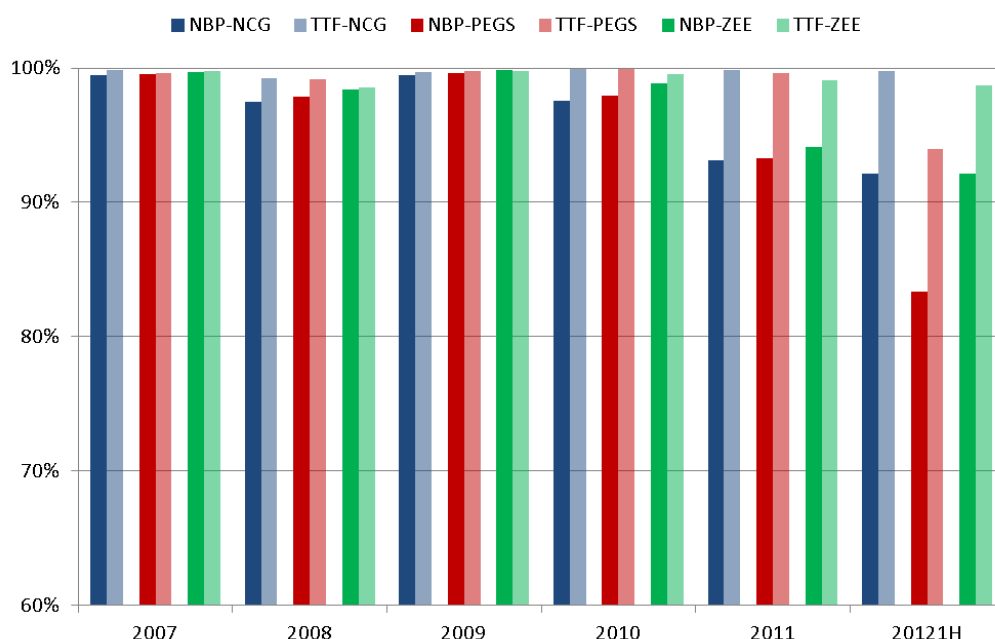 NBP-NCG TTF-NCG NBP-PEGS TTF-PEGS NBP-ZEE TTF-ZEE
100%
90%
80%
70%
60%
2007 2008 2009 2010 2011 20121H